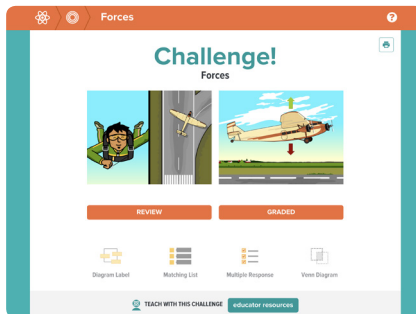 Forces
?
Challenge!
Forces
REVIEW
GRADED
Diagram Label
Matching List
Multiple Response
Venn Diagram
TEACH WITH THIS CHALLENGE
educator resources